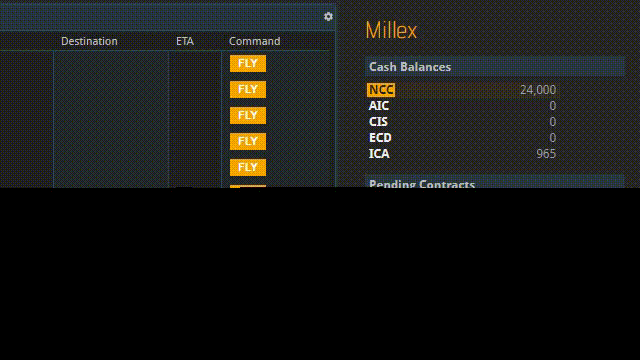 Destination ETA Command
FLY
FLY
FLY
FLY
FLY
Millex
Cash Balances
NCC 24,000
AIC 0
CIS 0
ECD 0
ICA 965
Pending Contracts